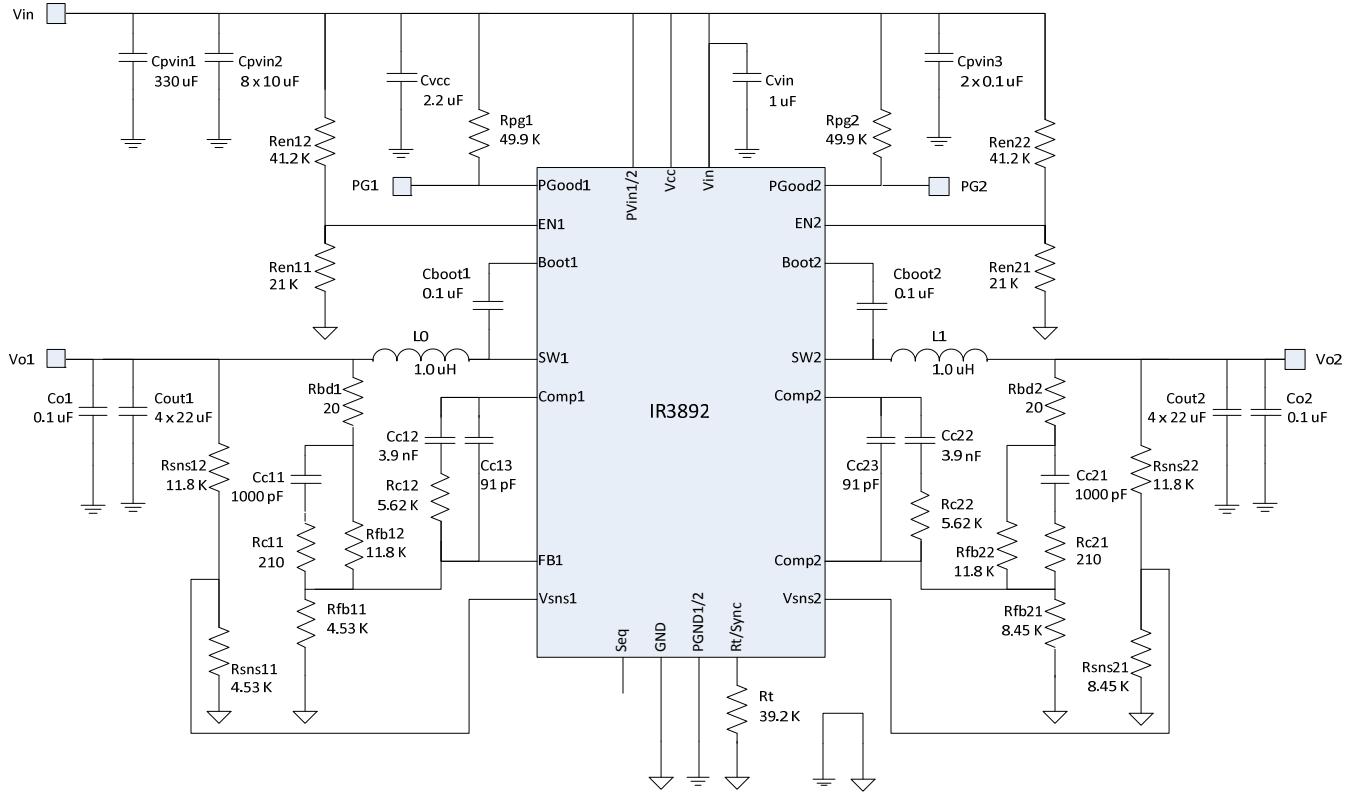 Vin
Cpvin1
330 uF
Cpvin2
8 x 10 uF
Cvcc
2.2 uF
Cvin
1 uF
Cpvin3
2 x 0.1 uF
Ren12
41.2 K
Rpg1
49.9 K
Rpg2
49.9 K
Ren22
41.2 K
PG1
PGood1
PVin1/2
Vcc
Vin
PGood2
PG2
EN1
EN2
Ren11
21 K
Boot1
Boot2
Ren21
21 K
Cboot1
0.1 uF
Cboot2
0.1 uF
Vo1
L0
1.0 uH
SW1
SW2
L1
1.0 uH
Vo2
Co1
0.1 uF
Cout1
4 x 22 uF
Rbd1
20
Comp1
IR3892
Comp2
Rbd2
20
Cout2
4 x 22 uF
Co2
0.1 uF
Rsns12
11.8 K
Cc11
1000 pF
Cc12
3.9 nF
Cc13
91 pF
Rc12
5.62 K
Cc23
91 pF
Cc22
3.9 nF
Rc22
5.62 K
Cc21
1000 pF
Rsns22
11.8 K
Rc11
210
Rfb12
11.8 K
FB1
Comp2
Rfb22
11.8 K
Rc21
210
Vsns1
Vsns2
Rfb11
4.53 K
Rfb21
8.45 K
Rsns11
4.53 K
Seq
GND
PGND1/2
Rt/Sync
Rsns21
8.45 K
Rt
39.2 K